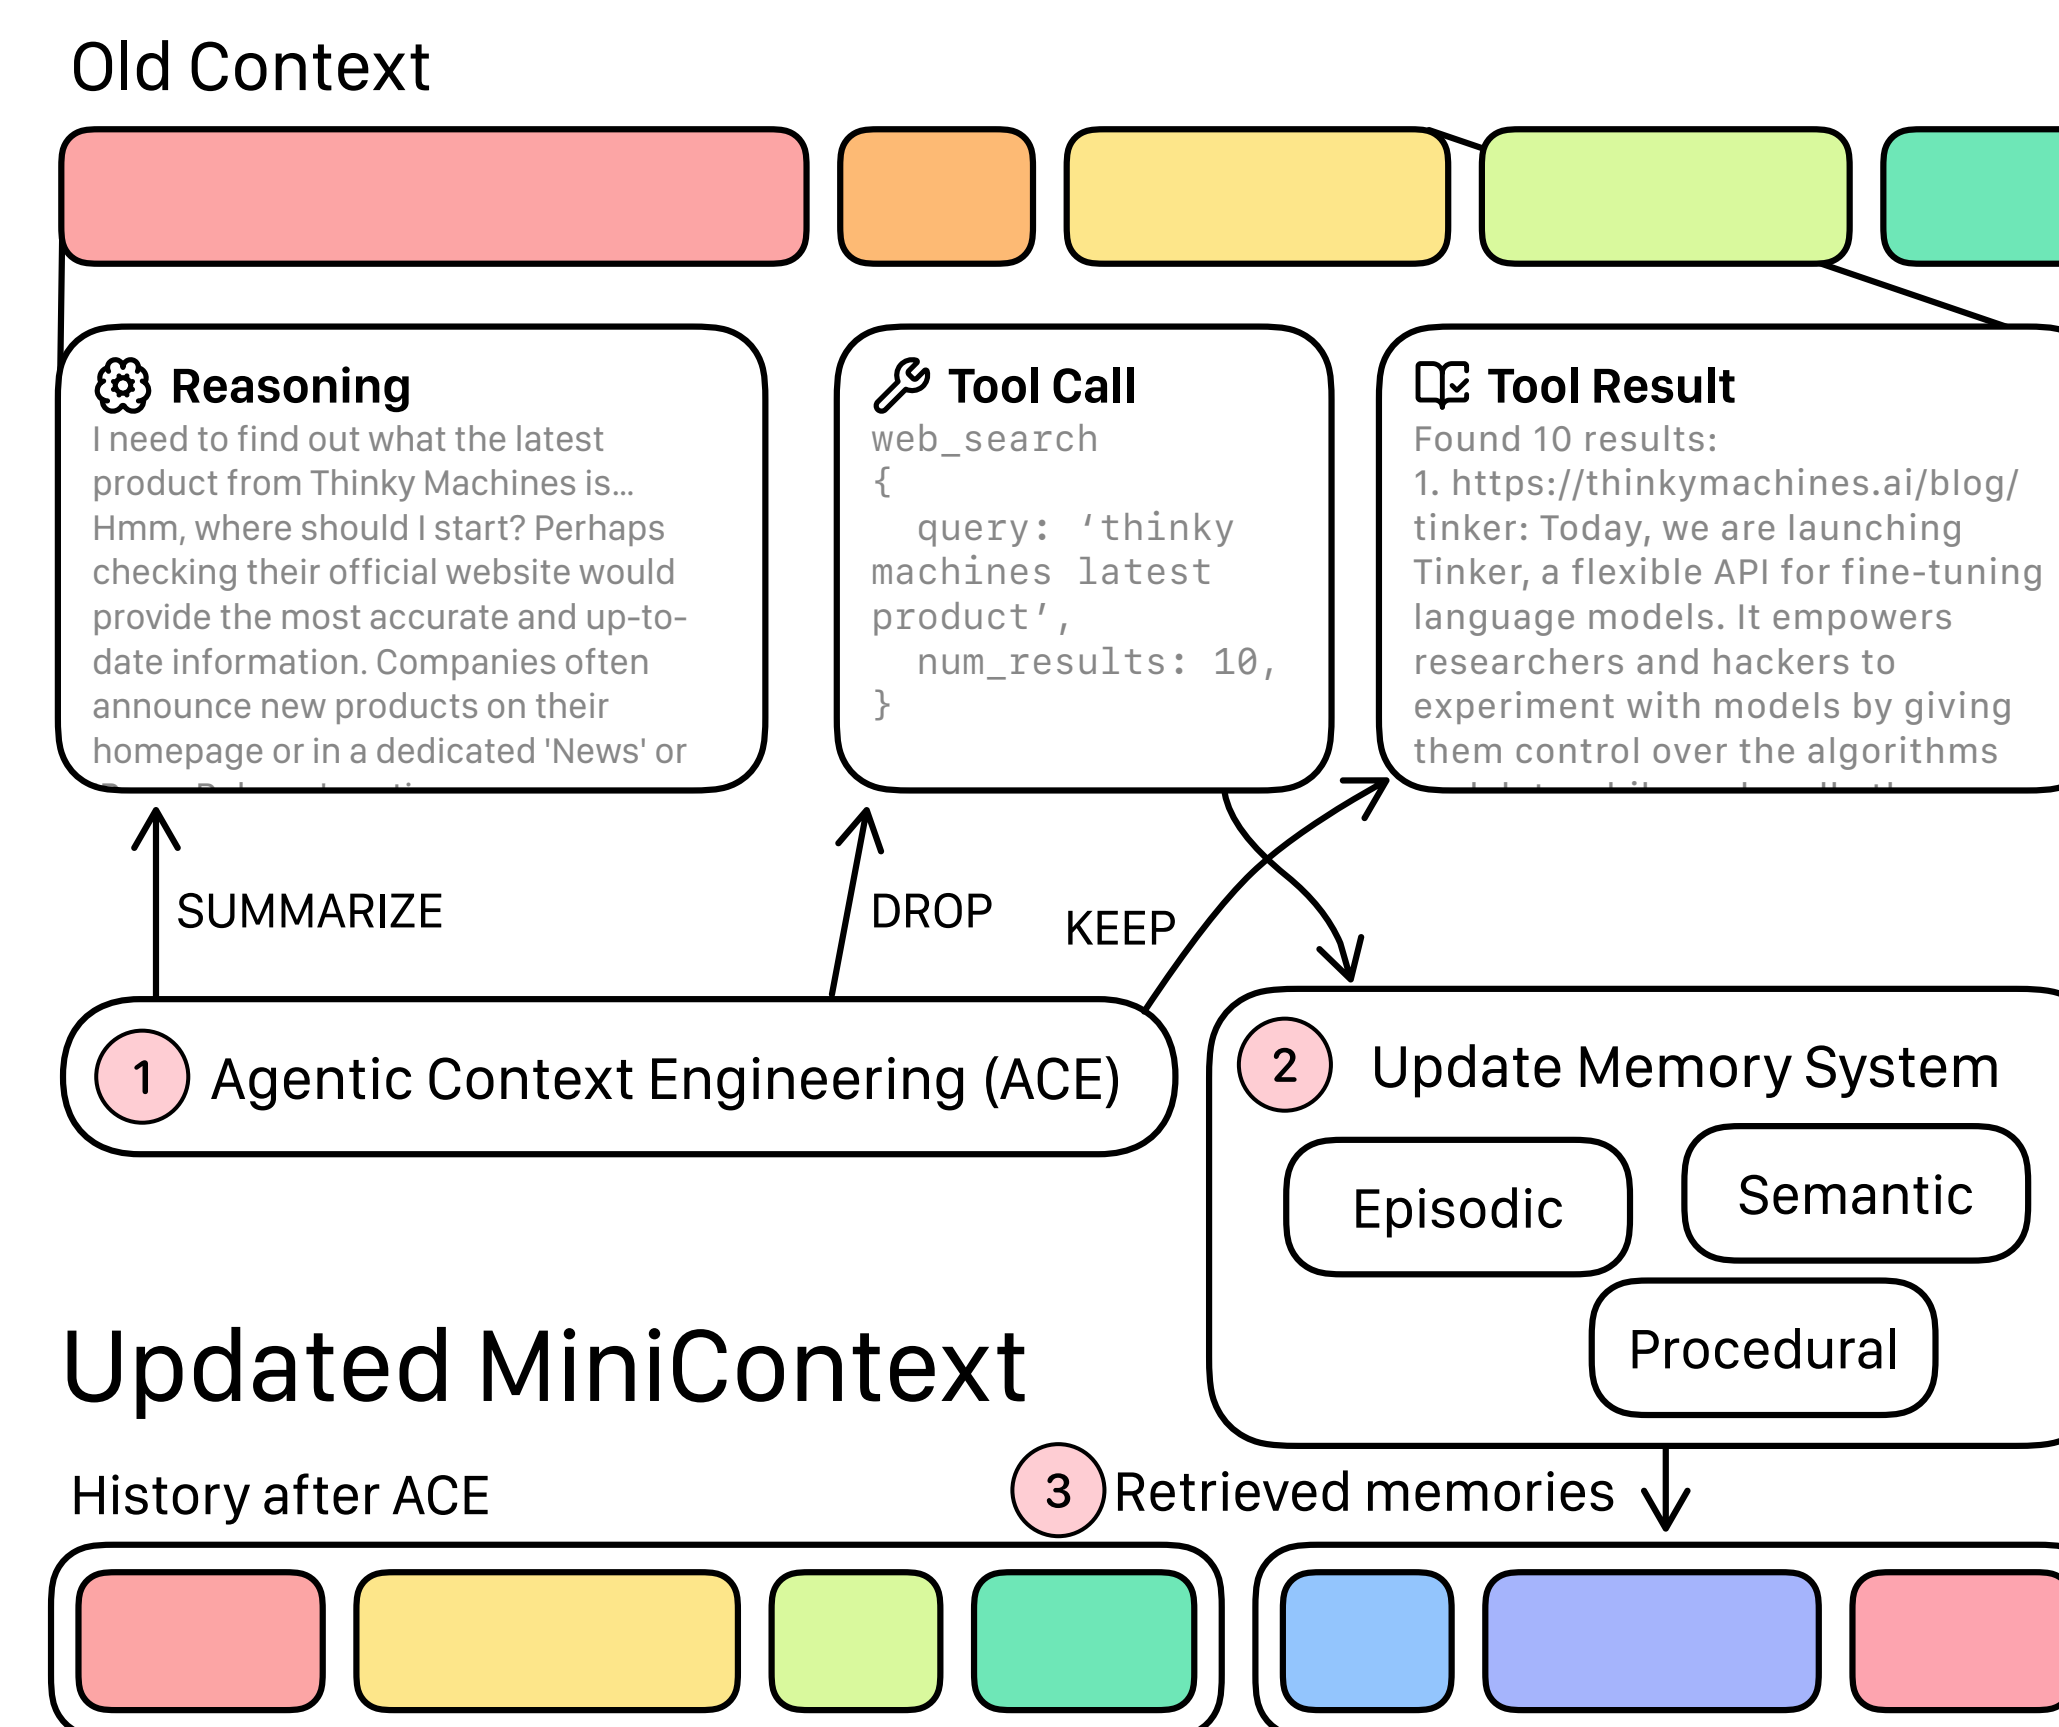 Old Context
Reasoning
I need to find out what the latest
product from Thinky Machines is...
Hmm, where should I start? Perhaps
checking their official website would
provide the most accurate and up-to-
date information. Companies often
announce new products on their
homepage or in a dedicated 'News' or
Tool Call
web_search
{
query: ‘thinky
machines latest
product’,
num_results: 10,
}
Tool Result
Found 10 results:
1. https://thinkymachines.ai/blog/
tinker: Today, we are launching
Tinker, a flexible API for fine-tuning
language models. It empowers
researchers and hackers to
experiment with models by giving
them control over the algorithms
SUMMARIZE
DROP
KEEP
1 Agentic Context Engineering (ACE)
2 Update Memory System
Episodic
Semantic
Procedural
Updated MiniContext
History after ACE
3 Retrieved memories